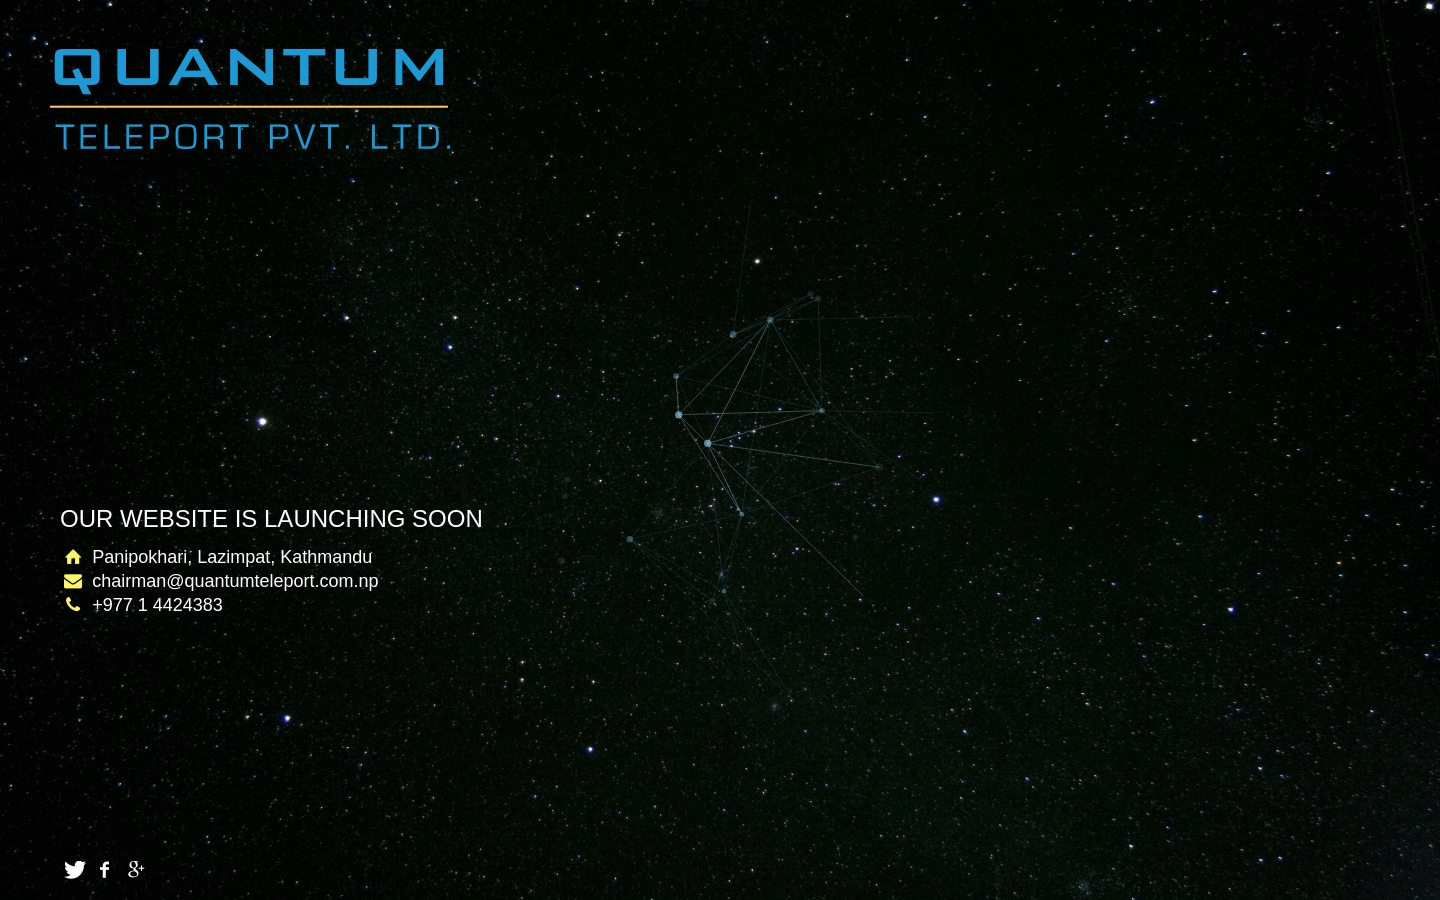 QUANTUM
TELEPORT PVT. LTD.
OUR WEBSITE IS LAUNCHING SOON
Panipokhari, Lazimpat, Kathmandu
chairman@quantumteleport.com.np
+977 1 4424383